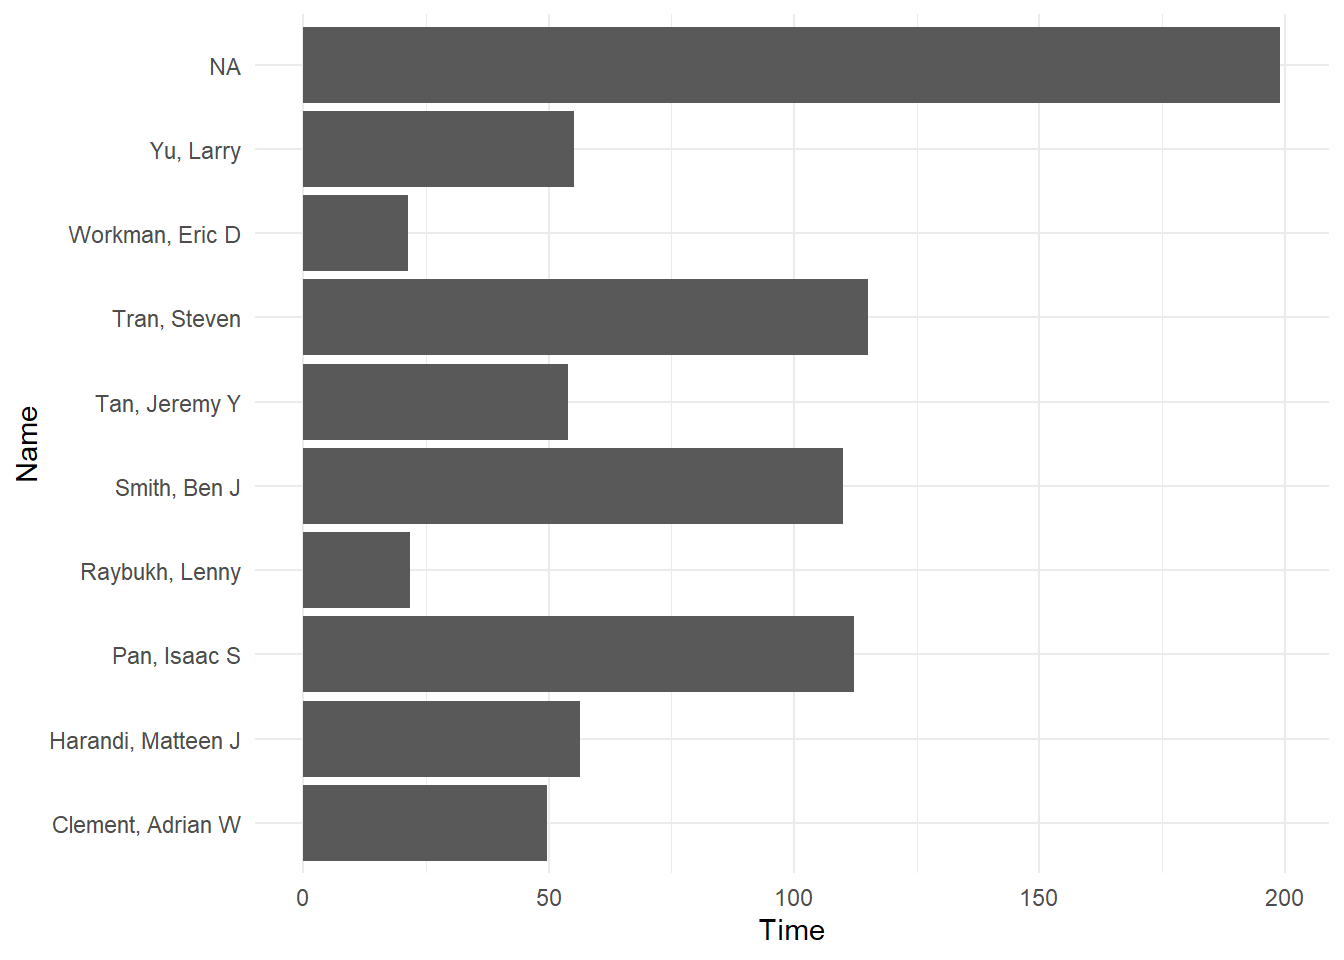 NA
Yu, Larry
Workman, Eric D
Tran, Steven
Tan, Jeremy Y
Smith, Ben J
Raybukh, Lenny
Pan, Isaac S
Harandi, Matteen J
Clement, Adrian W
Name
0 50 100 150 200
Time